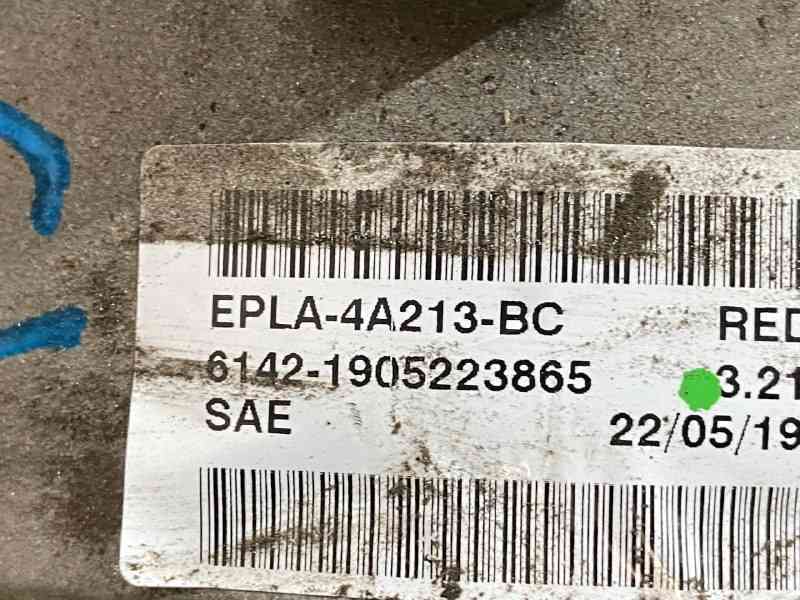 EPLA-4A213-BC RED
6142-1905223865 3.21
SAE 22/05/19